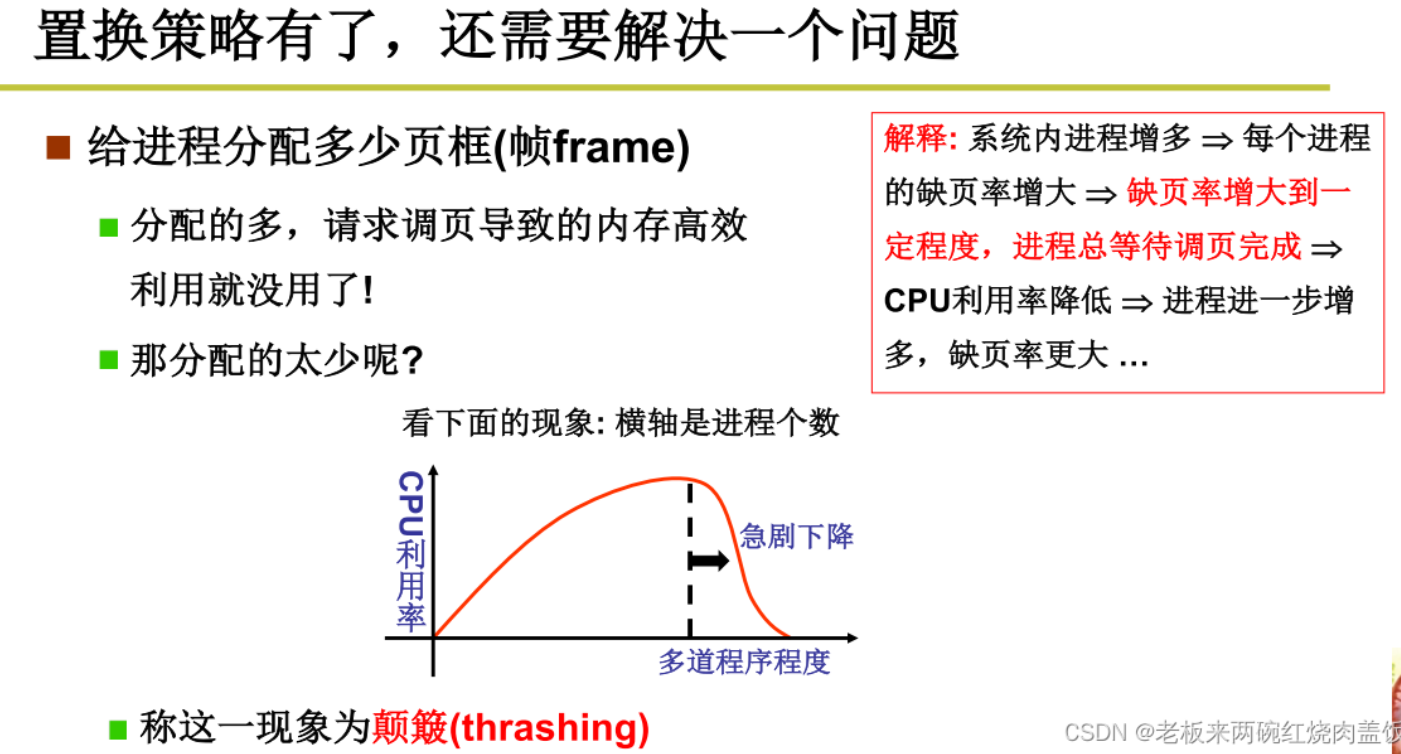 置换策略有了，还需要解决一个问题
给进程分配多少页框(帧frame)
分配的多，请求调页导致的内存高效
利用就没用了!
那分配的太少呢?
解释: 系统内进程增多 ⇒ 每个进程
的缺页率增大 ⇒ 缺页率增大到一
定程度，进程总等待调页完成 ⇒
CPU利用率降低 ⇒ 进程进一步增
多，缺页率更大 …
看下面的现象: 横轴是进程个数
CPU利用率
急剧下降
多道程序程度
称这一现象为颠簸(thrashing)
CSDN @老板来两碗红烧肉盖饭